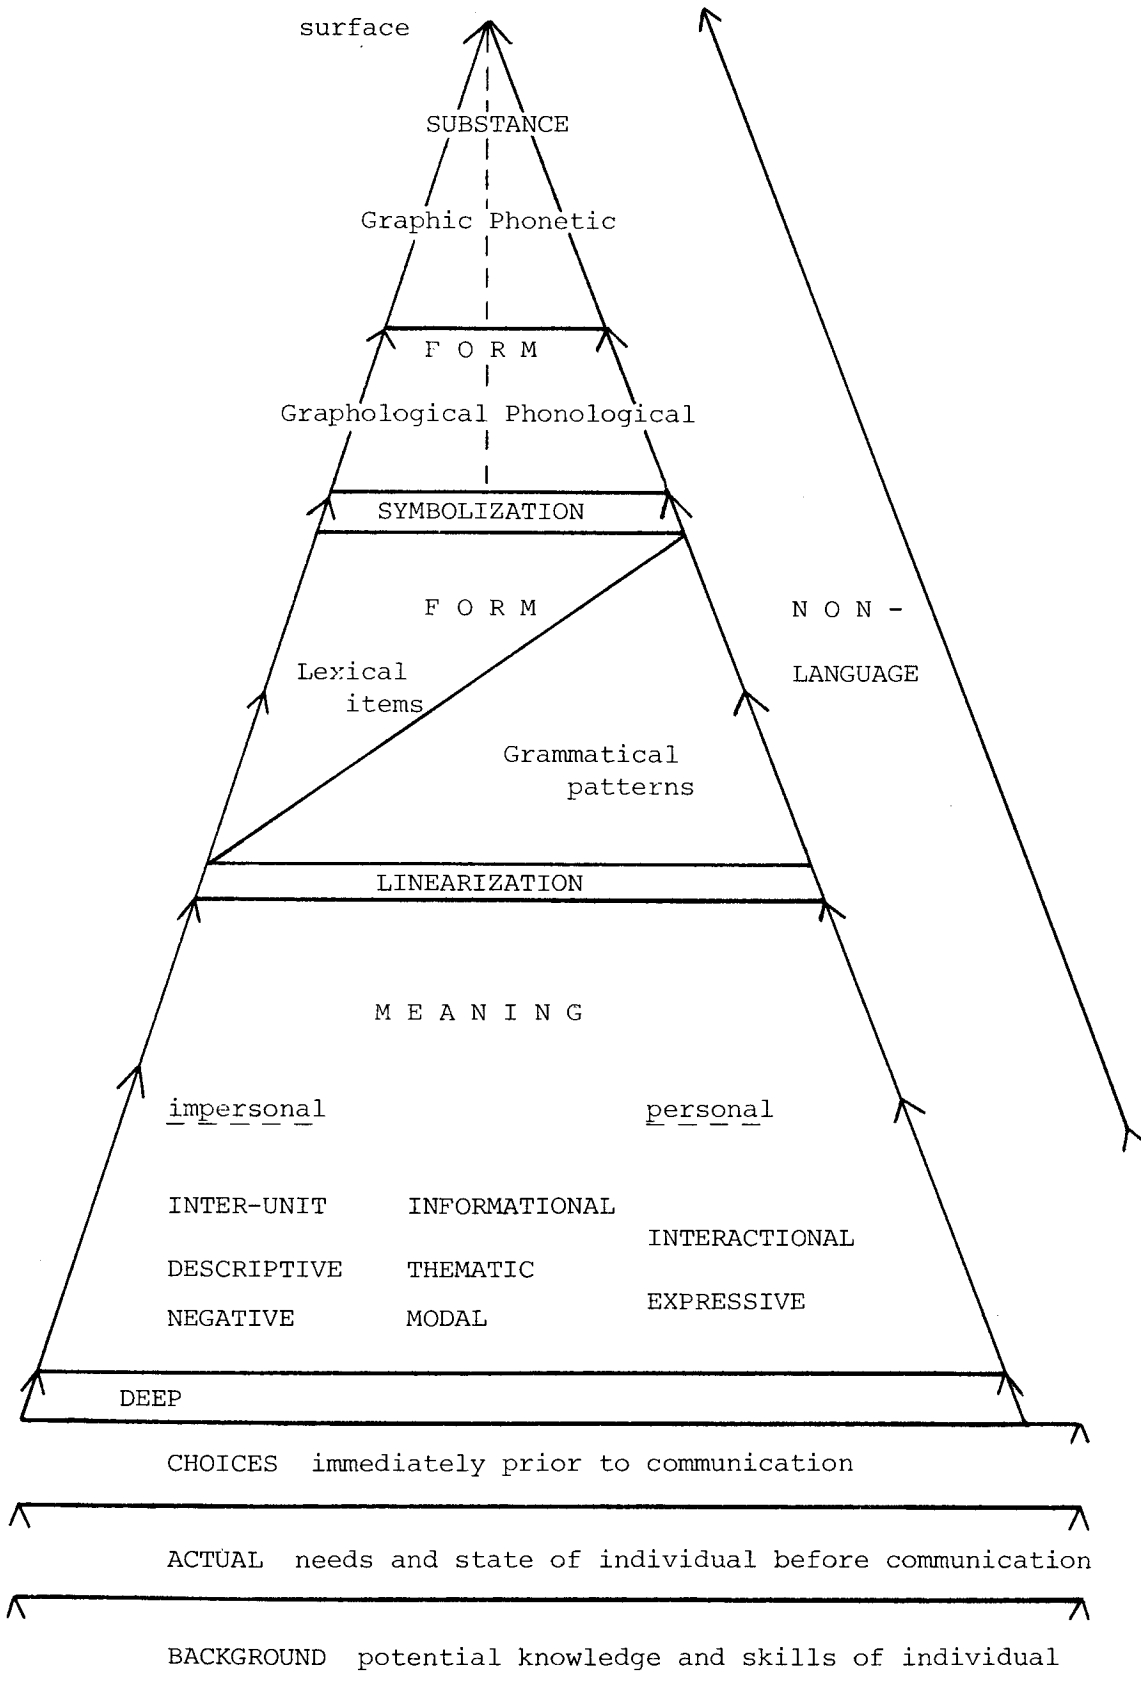 surface
SUBSTANCE
Graphic Phonetic
F O R M
Graphological Phonological
SYMBOLIZATION
F O R M
N O N -
Lexical
LANGUAGE
items
Grammatical
patterns
LINEARIZATION
M E A N I N G
impersonal personal
INTER-UNIT INFORMATIONAL
INTERACTIONAL
DESCRIPTIVE THEMATIC
EXPRESSIVE
NEGATIVE MODAL
DEEP
CHOICES immediately prior to communication
ACTUAL needs and state of individual before communication
BACKGROUND potential knowledge and skills of individual